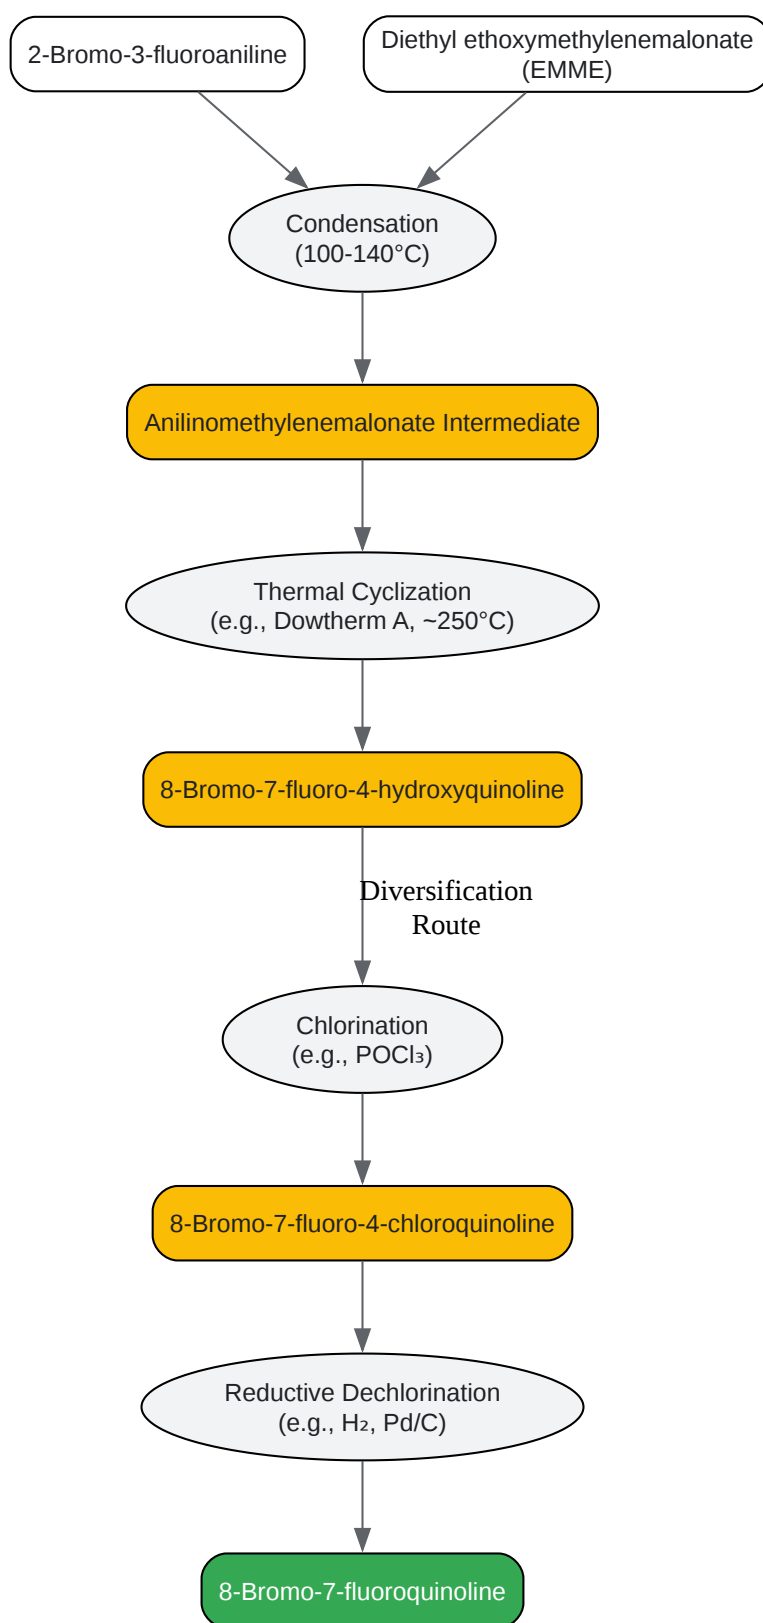 2-Bromo-3-fluoroaniline
Diethyl ethoxymethylenemalonate
(EMME)
Condensation
(100-140°C)
Anilinomethylenemalonate Intermediate
Thermal Cyclization
(e.g., Dowtherm A, ~250°C)
8-Bromo-7-fluoro-4-hydroxyquinoline
Diversification
Route
Chlorination
(e.g., POCl₃)
8-Bromo-7-fluoro-4-chloroquinoline
Reductive Dechlorination
(e.g., H₂, Pd/C)
8-Bromo-7-fluoroquinoline